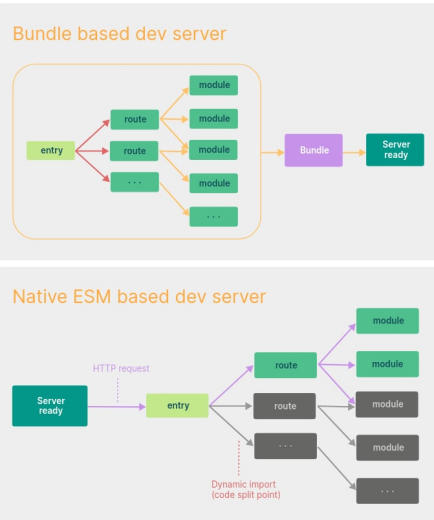 Bundle based dev server
module
route
module
entry
route
module
Bundle
Server
ready
. . .
module
. . .
Native ESM based dev server
module
HTTP request
route
module
Server
ready
entry
route
module
. . .
module
Dynamic import
(code split point)
. . .